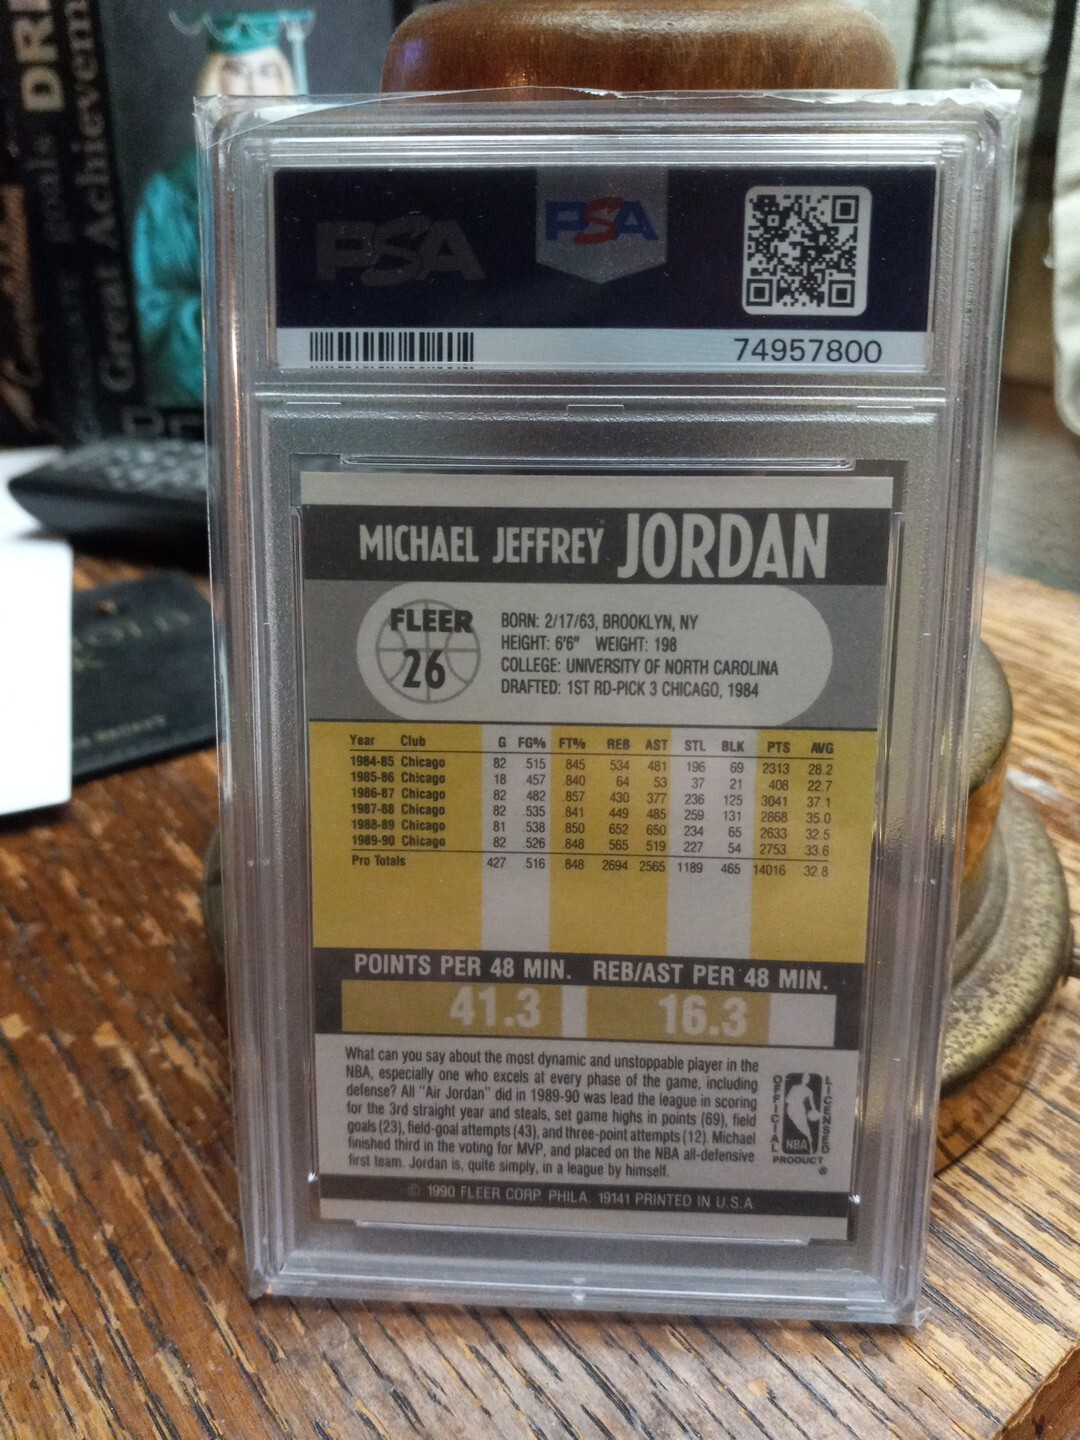 DRE
Goals
Great Achievem
PSA
PSA
74957800
MICHAEL JEFFREY JORDAN
FLEER
26
BORN: 2/17/63, BROOKLYN, NY
HEIGHT: 6'6" WEIGHT: 198
COLLEGE: UNIVERSITY OF NORTH CAROLINA
DRAFTED: 1ST RD-PICK 3 CHICAGO, 1984
Year Club G FG% FT% REB AST STL BLK PTS AVG
1984-85 Chicago 82 .515 .845 534 481 196 69 2313 28.2
1985-86 Chicago 18 .457 .840 64 53 37 21 408 22.7
1986-87 Chicago 82 .482 .857 430 377 236 125 3041 37.1
1987-88 Chicago 82 .535 .841 449 485 259 131 2868 35.0
1988-89 Chicago 81 .538 .850 652 650 234 65 2633 32.5
1989-90 Chicago 82 .526 .848 565 519 227 54 2753 33.6
Pro Totals 427 .516 .848 2694 2565 1189 465 14016 32.8
POINTS PER 48 MIN. REB/AST PER 48 MIN.
41.3 16.3
What can you say about the most dynamic and unstoppable player in the
NBA, especially one who excels at every phase of the game, including
defense? All "Air Jordan" did in 1989-90 was lead the league in scoring
for the 3rd straight year and steals, set game highs in points (69), field
goals (23), field-goal attempts (43), and three-point attempts (12). Michael
finished third in the voting for MVP, and placed on the NBA all-defensive
first team. Jordan is, quite simply, in a league by himself.
OFFICIAL
NBA
LICENSED
PRODUCT ®
© 1990 FLEER CORP. PHILA. 19141 PRINTED IN U.S.A.